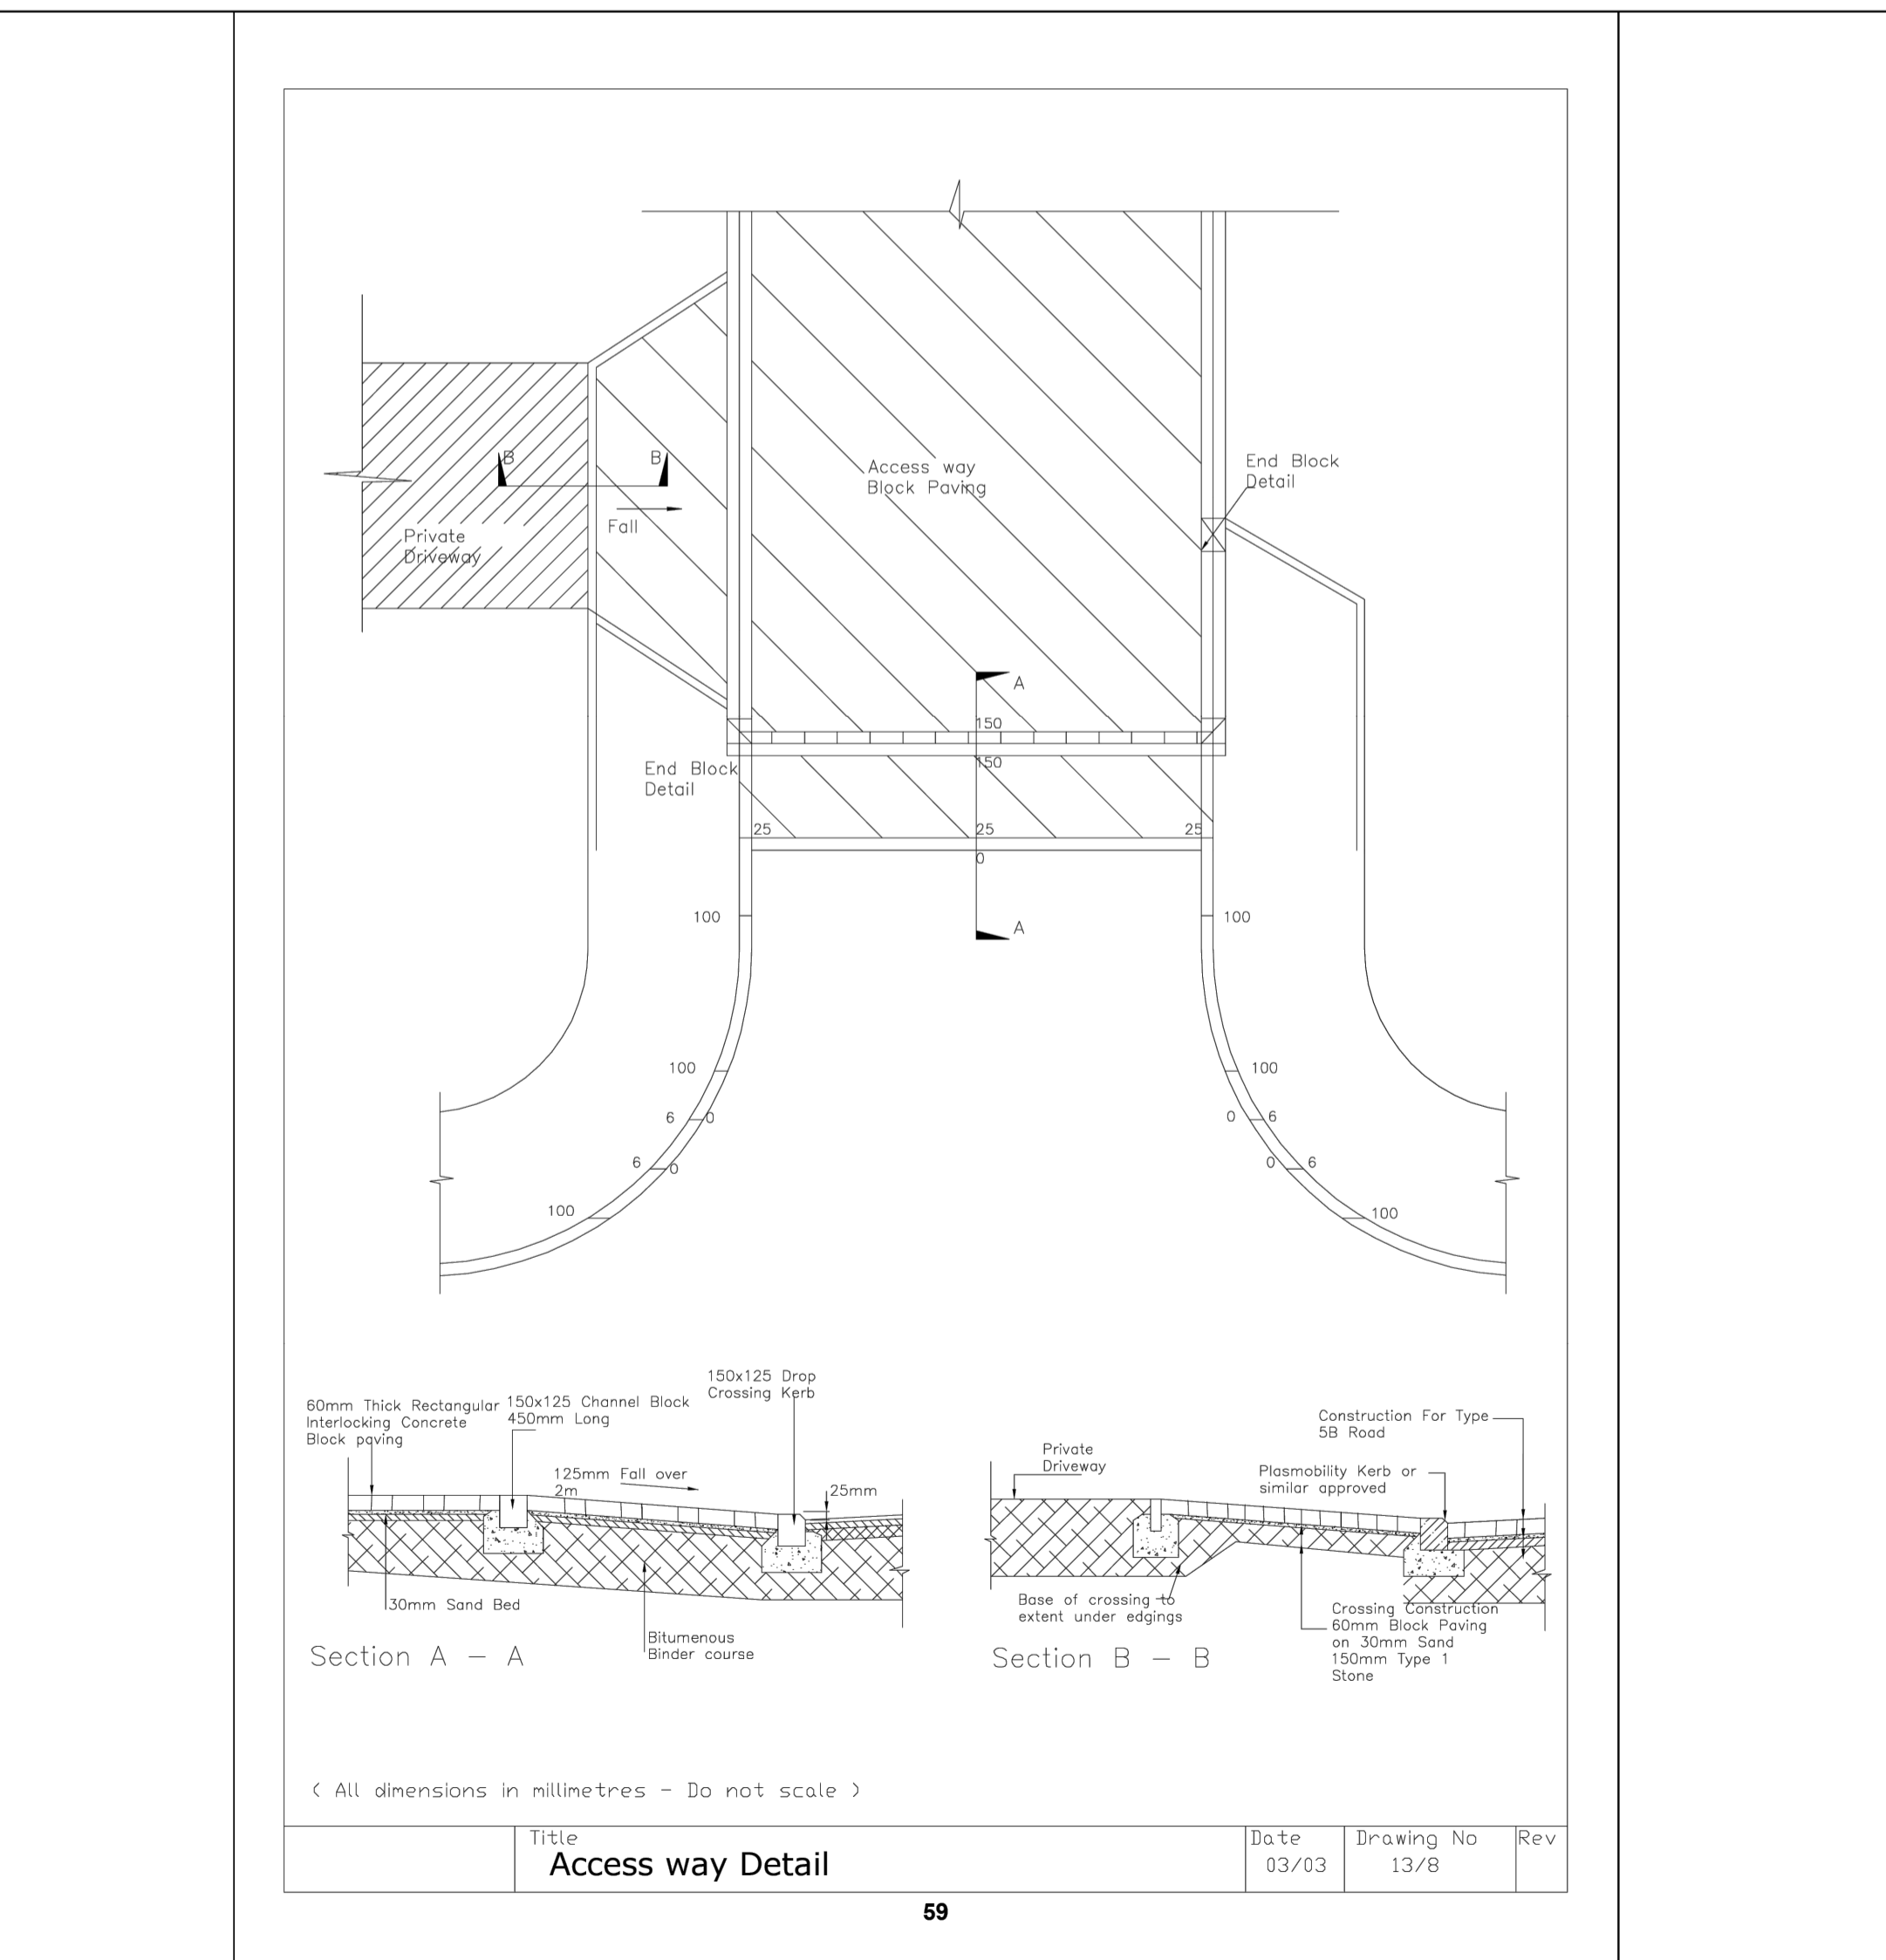 B
B
Access way
Block Paving
End Block
Detail
Fall
Private
Driveway
A
150
150
End Block
Detail
25
25
25
0
100
A
100
100
100
6
0
0
6
6
0
0
6
100
100
150x125 Drop
Crossing Kerb
60mm Thick Rectangular
Interlocking Concrete
Block paving
150x125 Channel Block
450mm Long
125mm Fall over
2m
25mm
30mm Sand Bed
Bitumenous
Binder course
Section A – A
Construction For Type
5B Road
Private
Driveway
Plasmobility Kerb or
similar approved
Base of crossing to
extent under edgings
Crossing Construction
60mm Block Paving
on 30mm Sand
150mm Type 1
Stone
Section B – B
( All dimensions in millimetres - Do not scale )
Title
Access way Detail
Date
03/03
Drawing No
13/8
Rev
59